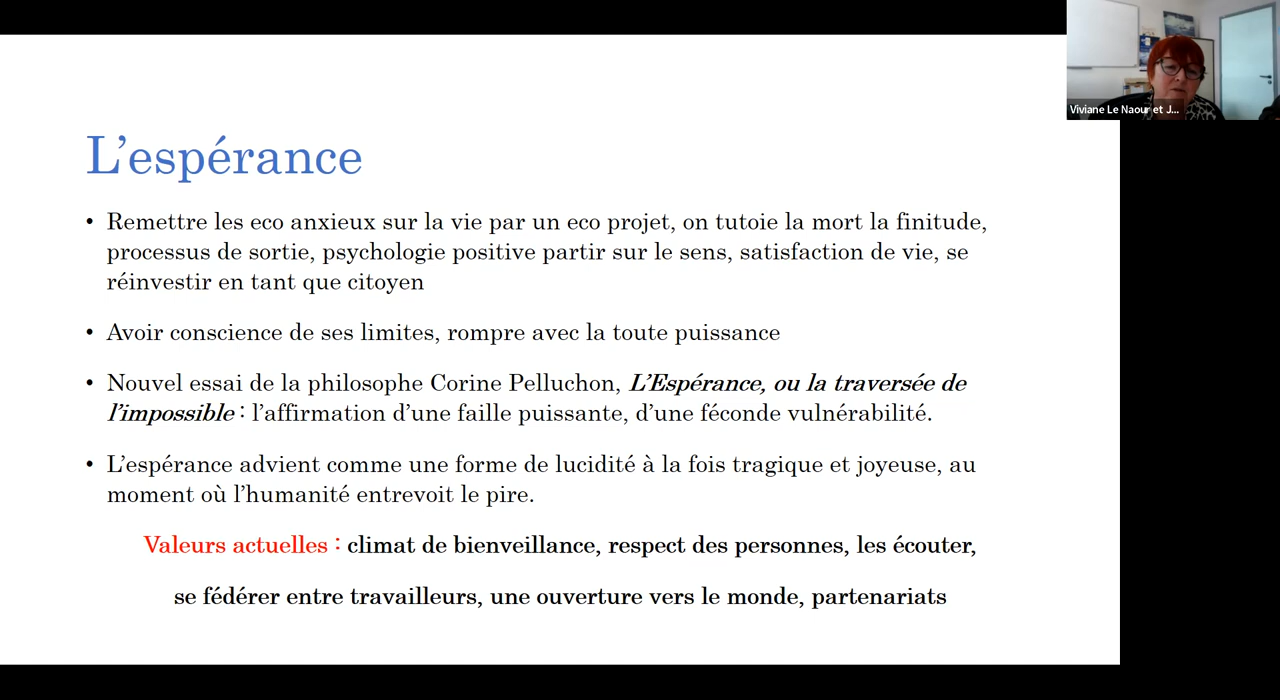 Viviane Le Naour et J...
L'espérance
• Remettre les eco anxieux sur la vie par un eco projet, on tutoie la mort la finitude,
processus de sortie, psychologie positive partir sur le sens, satisfaction de vie, se
réinvestir en tant que citoyen
• Avoir conscience de ses limites, rompre avec la toute puissance
• Nouvel essai de la philosophe Corine Pelluchon, L'Espérance, ou la traversée de
l'impossible : l'affirmation d'une faille puissante, d'une féconde vulnérabilité.
• L'espérance advient comme une forme de lucidité à la fois tragique et joyeuse, au
moment où l'humanité entrevoit le pire.
Valeurs actuelles : climat de bienveillance, respect des personnes, les écouter,
se fédérer entre travailleurs, une ouverture vers le monde, partenariats